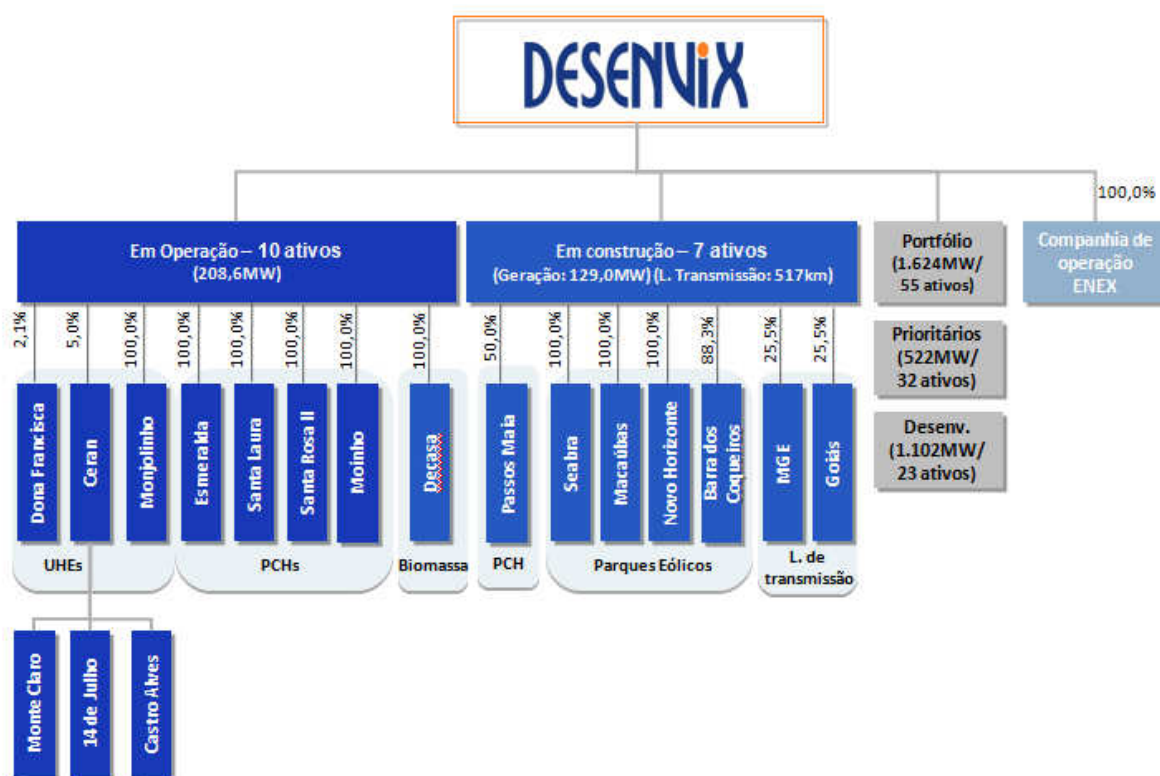 DESENVIX
100,0%
Em Operação – 10 ativos
(208,6MW)
Em construção – 7 ativos
(Geração: 129,0MW) (L. Transmissão: 517km)
Portfólio
(1.624MW/
55 ativos)
Companhia de
operação
ENEX
Prioritários
(522MW/
32 ativos)
Desenv.
(1.102MW/
23 ativos)
2,1%
5,0%
100,0%
100,0%
100,0%
100,0%
100,0%
100,0%
50,0%
100,0%
100,0%
100,0%
88,3%
25,5%
25,5%
Dona Francisca
Ceran
Monjolinho
Esmeralda
Santa Laura
Santa Rosa II
Moinho
Decasa
Passos Maia
Seabra
Macaúbas
Novo Horizonte
Barra dos
Coqueiros
MGE
Goiás
UHEs
PCHs
Biomassa
PCH
Parques Eólicos
L. de
transmissão
Monte Claro
14 de Julho
Castro Alves